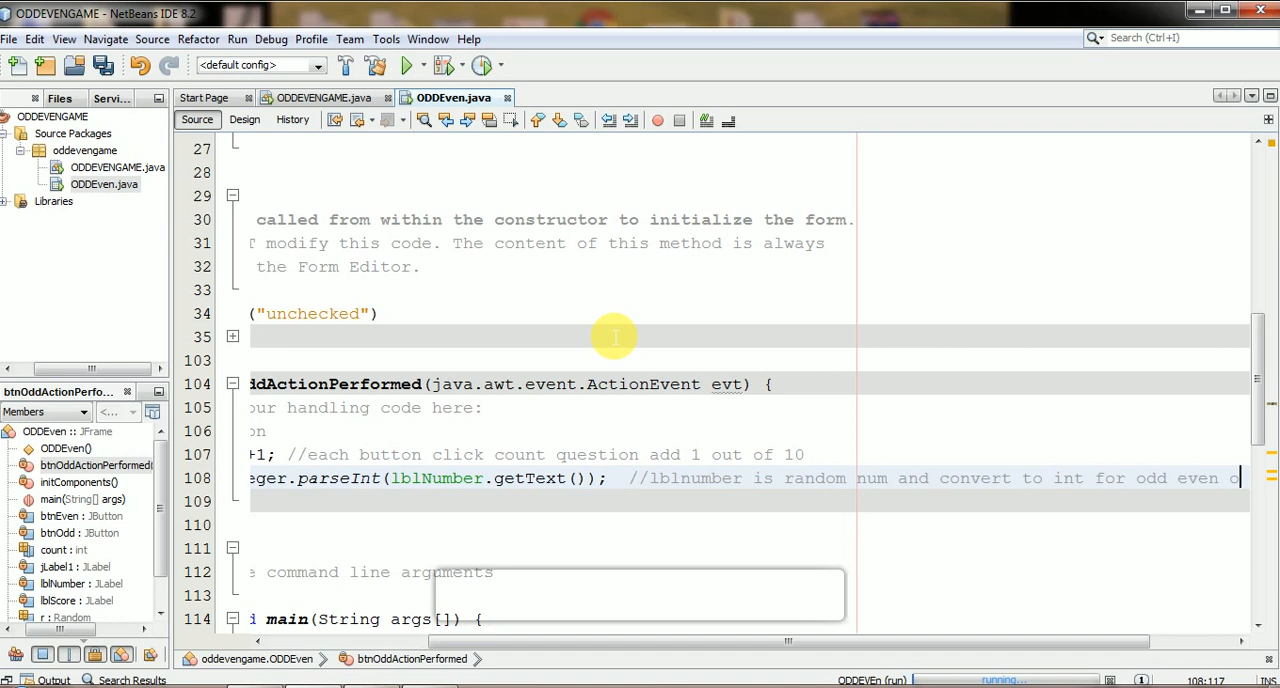 ODDEVENGAME - NetBeans IDE 8.2
File Edit View Navigate Source Refactor Run Debug Profile Team Tools Window Help
Search (Ctrl+I)
<default config>
Files Servi...
Start Page ODDEVENGAME.java ODDEven.java
Source Design History
ODDEVENGAME
Source Packages
oddevengame
ODDEVENGAME.java
ODDEven.java
Libraries
27
28
29
30 called from within the constructor to initialize the form.
31 modify this code. The content of this method is always
32 the Form Editor.
33
34 ("unchecked")
35
103
104 ddActionPerformed(java.awt.event.ActionEvent evt) {
105 our handling code here:
106 on
107 +1; //each button click count question add 1 out of 10
108 eger.parseInt(lblNumber.getText()); //lblnumber is random num and convert to int for odd even o
109
110
111
112 e command line arguments
113
114 d main(String args[]) {
btnOddActionPerfo...
Members <...
ODDEven :: JFrame
ODDEven()
btnOddActionPerformed(
initComponents()
main(String[] args)
btnEven : JButton
btnOdd : JButton
count : int
jLabel1 : JLabel
lblNumber : JLabel
lblScore : JLabel
r : Random
oddevengame.ODDEven btnOddActionPerformed
Output Search Results
ODDEVEn (run) running... 1 108:117 INS